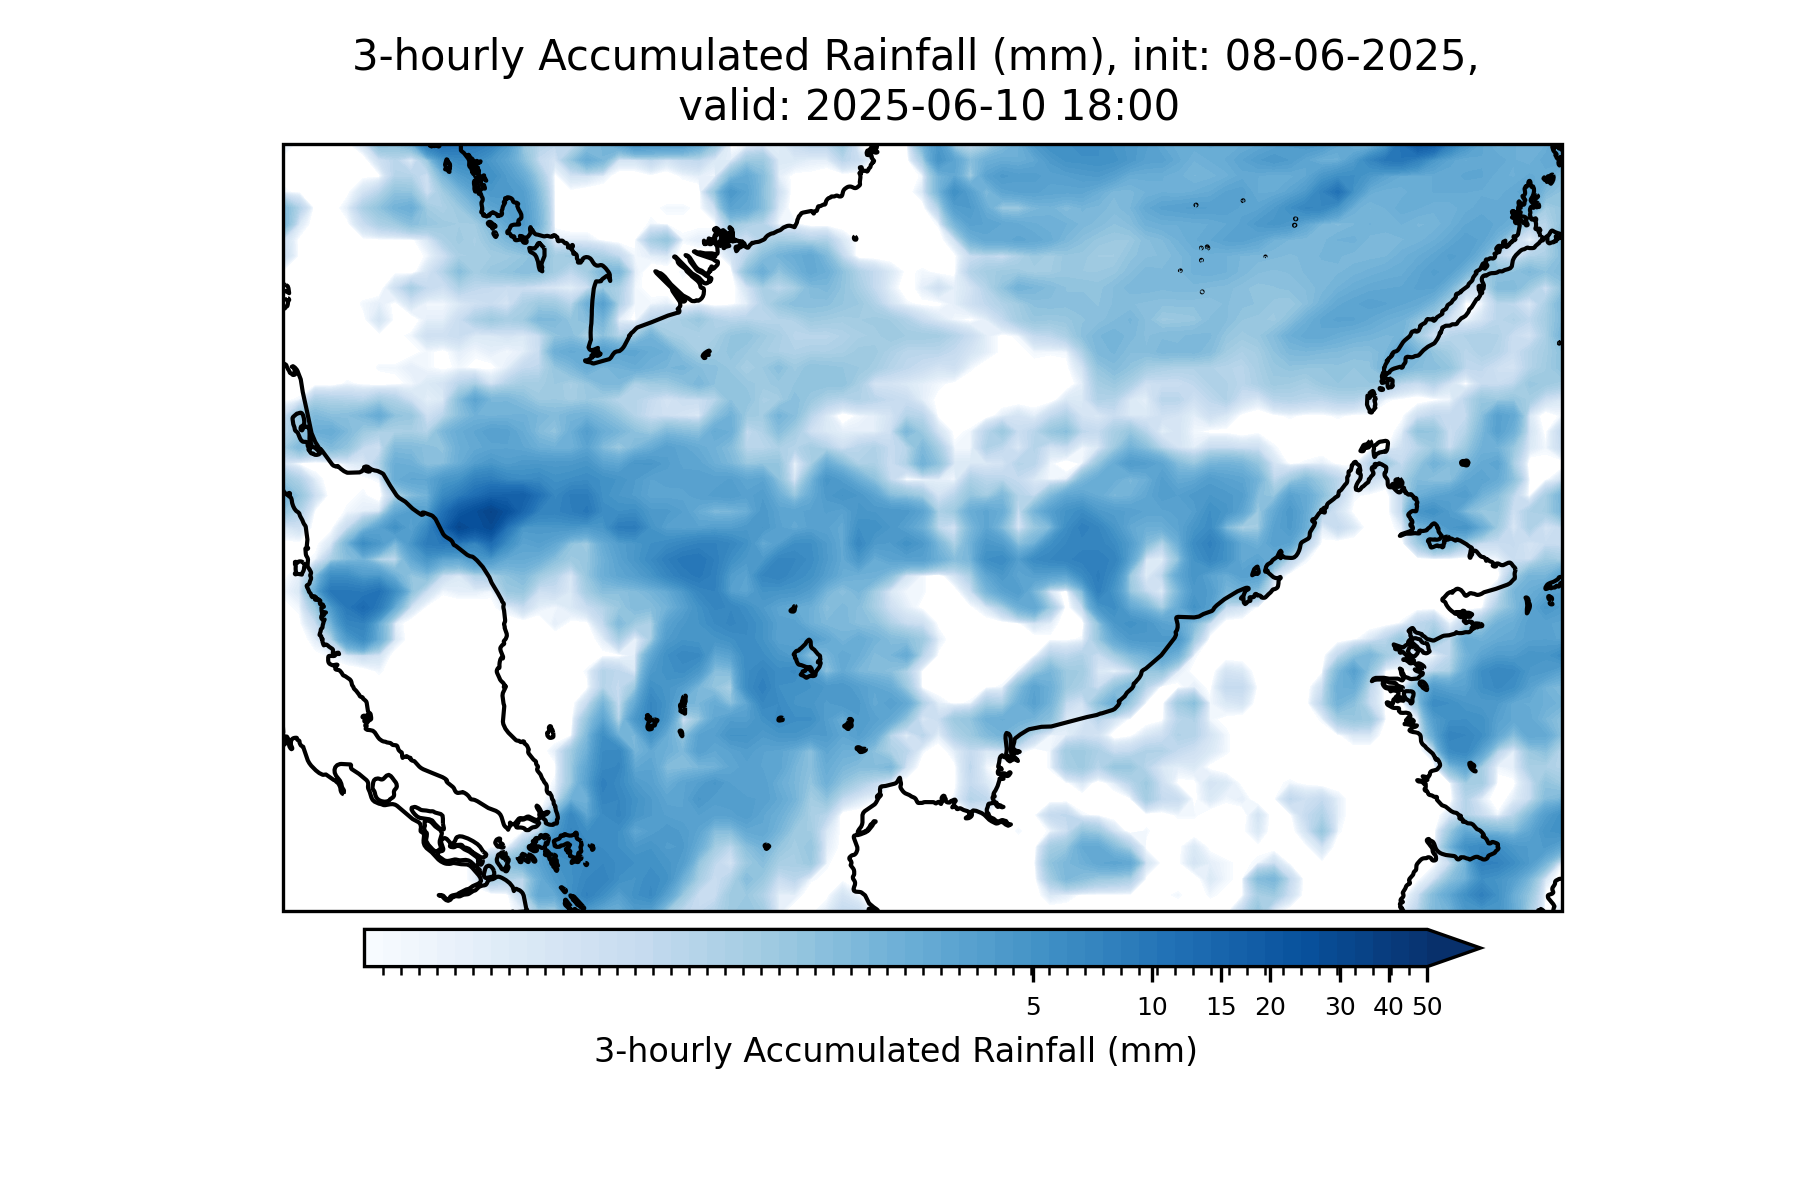 3-hourly Accumulated Rainfall (mm), init: 08-06-2025,
valid: 2025-06-10 18:00
5 10 15 20 30 40 50
3-hourly Accumulated Rainfall (mm)